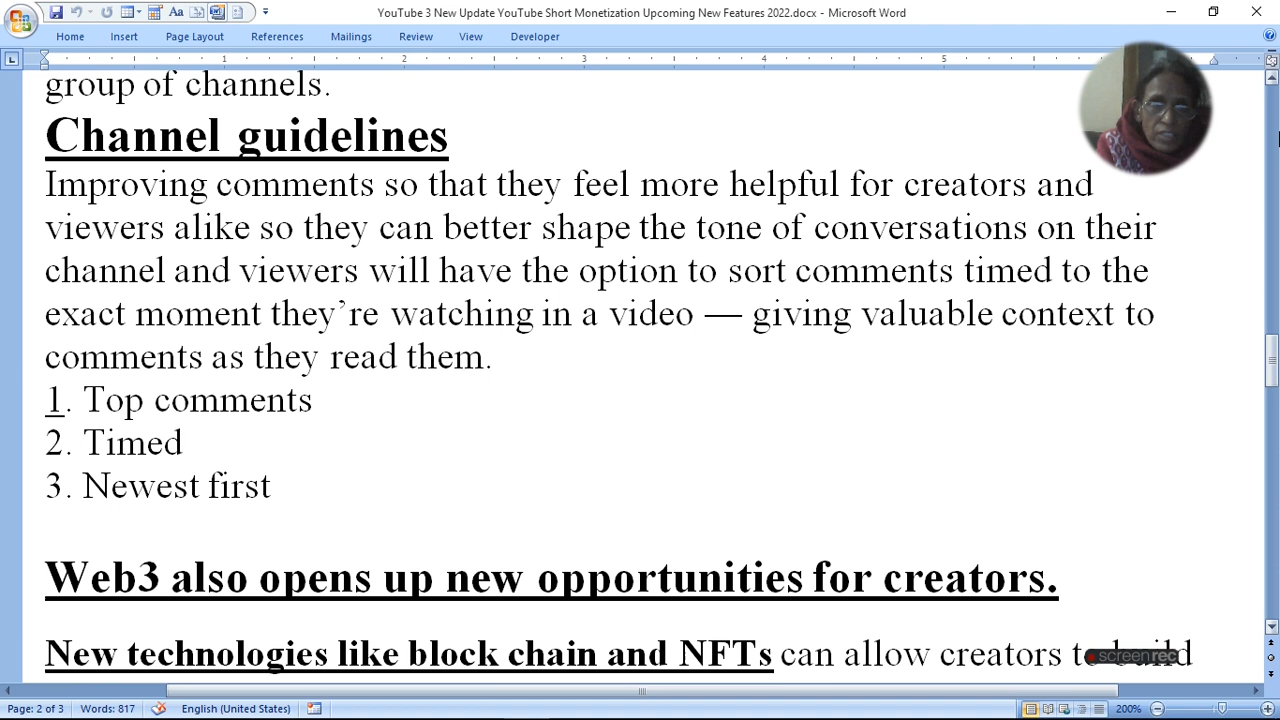 YouTube 3 New Update YouTube Short Monetization Upcoming New Features 2022.docx - Microsoft Word
Home Insert Page Layout References Mailings Review View Developer
1 2 3 4 5
group of channels.
Channel guidelines
Improving comments so that they feel more helpful for creators and
viewers alike so they can better shape the tone of conversations on their
channel and viewers will have the option to sort comments timed to the
exact moment they’re watching in a video — giving valuable context to
comments as they read them.
1. Top comments
2. Timed
3. Newest first
Web3 also opens up new opportunities for creators.
New technologies like block chain and NFTs can allow creators to build
screenrec
Page: 2 of 3 Words: 817 English (United States) 200%